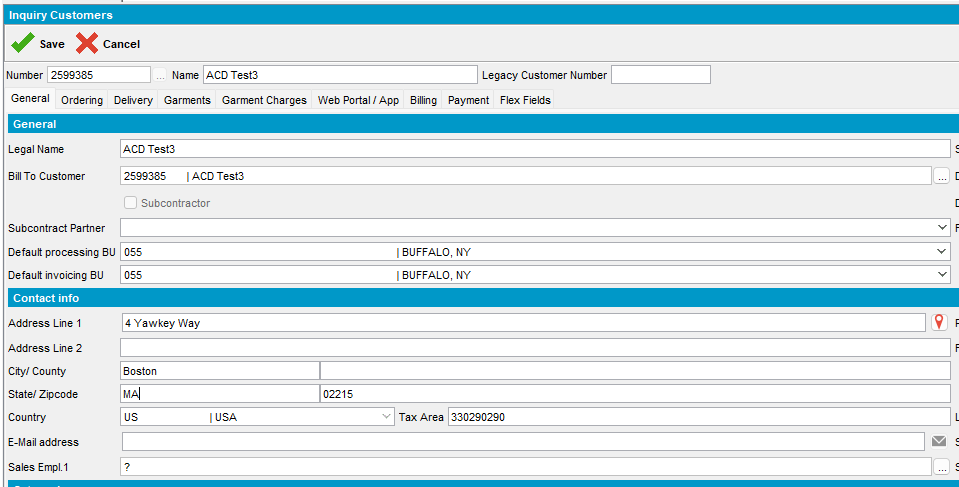 Inquiry Customers
Save Cancel
Number 2599385 ... Name ACD Test3 Legacy Customer Number
General Ordering Delivery Garments Garment Charges Web Portal / App Billing Payment Flex Fields
General
Legal Name ACD Test3
Bill To Customer 2599385 | ACD Test3 ...
Subcontractor
Subcontract Partner
Default processing BU 055 | BUFFALO, NY
Default invoicing BU 055 | BUFFALO, NY
Contact info
Address Line 1 4 Yawkey Way
Address Line 2
City/ County Boston
State/ Zipcode MA 02215
Country US | USA Tax Area 330290290
E-Mail address
Sales Empl.1 ? ...